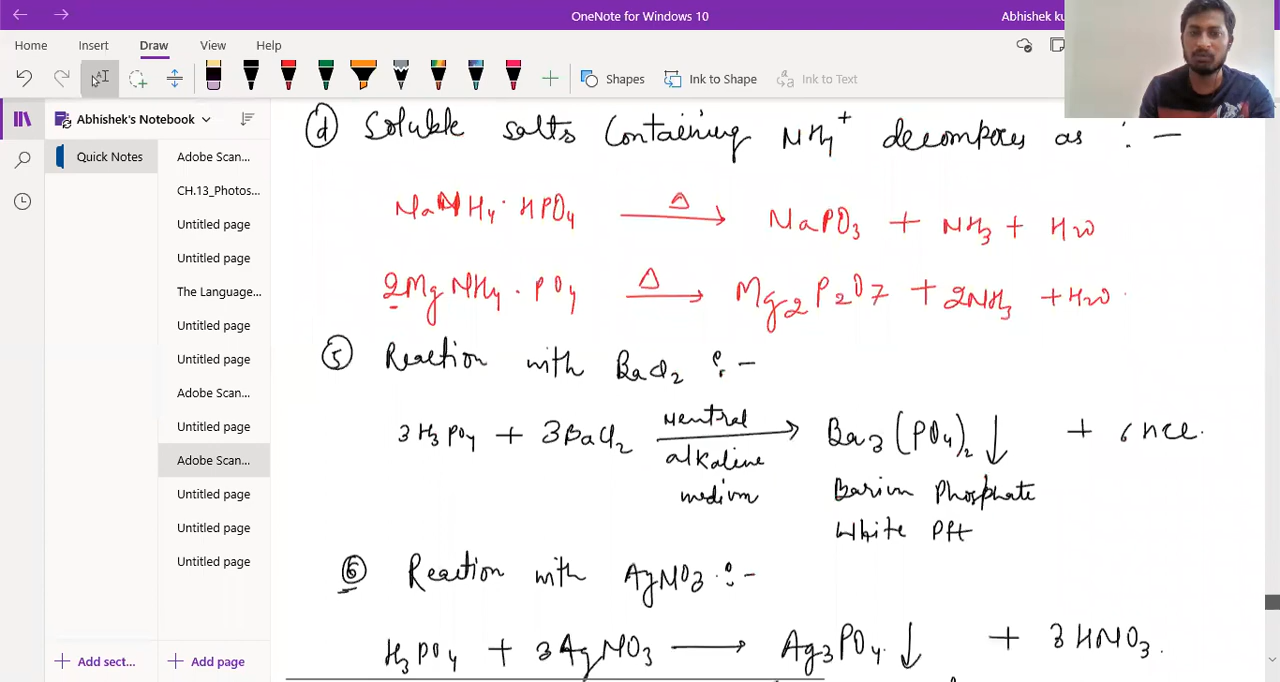 OneNote for Windows 10
Abhishek ku
Home Insert Draw View Help
Shapes Ink to Shape Ink to Text
Abhishek's Notebook
Quick Notes
Adobe Scan...
CH.13_Photos...
Untitled page
Untitled page
The Language...
Untitled page
Untitled page
Adobe Scan...
Untitled page
Adobe Scan...
Untitled page
Untitled page
Untitled page
Add sect...
Add page
(d) Soluble salts Containing NH4+ decomposes as :-
NaNH4·HPO4 —Δ→ NaPO3 + NH3 + H2O
2MgNH4·PO4 —Δ→ Mg2P2O7 + 2NH3 + H2O
(5) Reaction with BaCl2 :-
3H3PO4 + 3BaCl2 → Ba3(PO4)2↓ + 6HCl.
Neutral
alkaline
medium
Barium Phosphate
White PPt
(6) Reaction with AgNO3 :-
H3PO4 + 3AgNO3 → Ag3PO4↓ + 3HNO3.